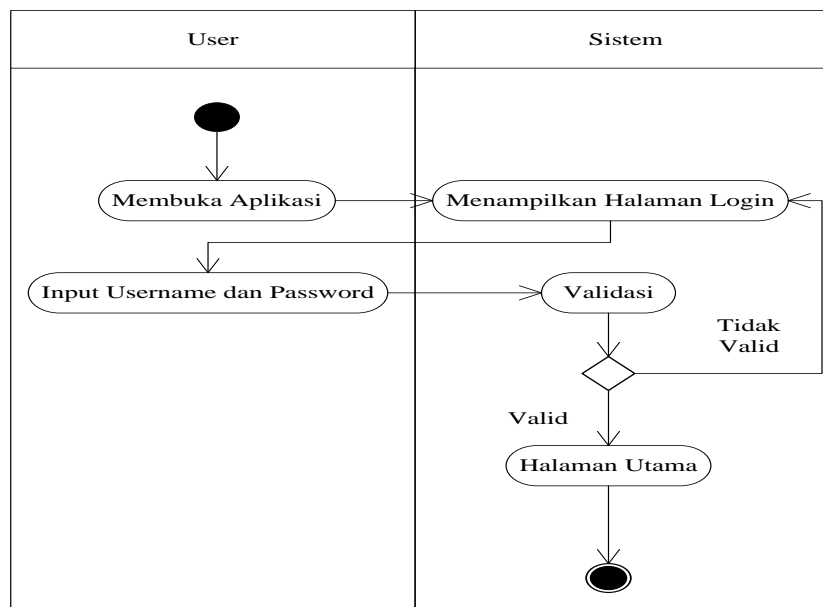 User
Sistem
Membuka Aplikasi
Menampilkan Halaman Login
Input Username dan Password
Validasi
Tidak
Valid
Valid
Halaman Utama